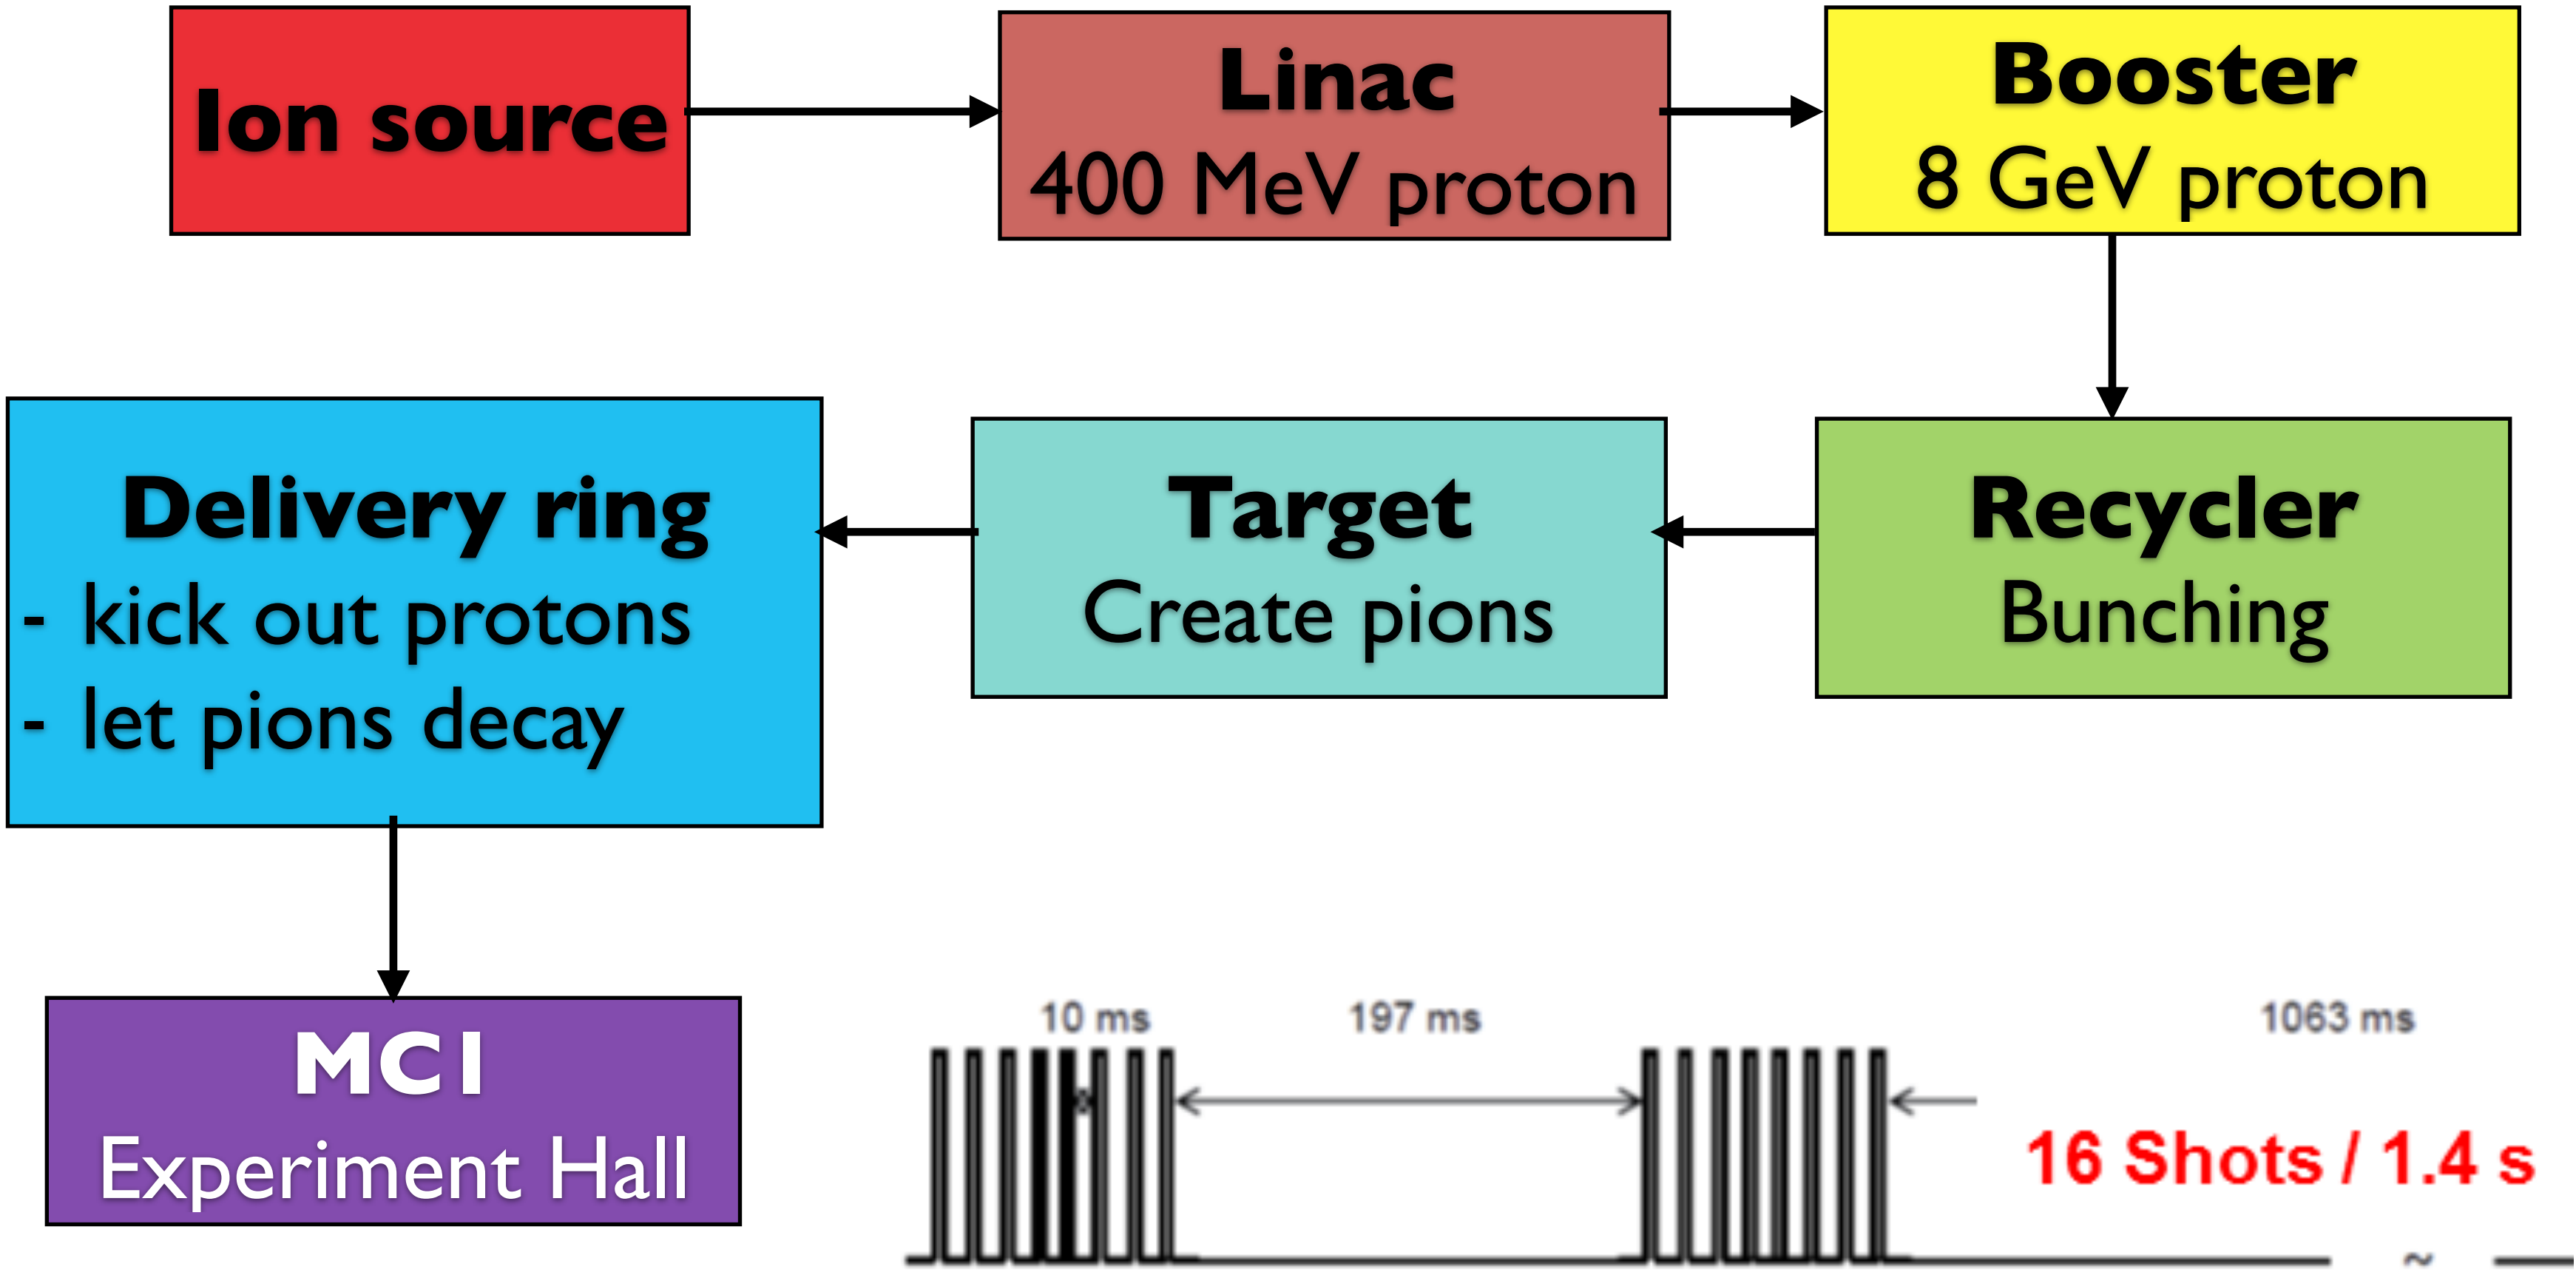 Ion source
Linac
400 MeV proton
Booster
8 GeV proton
Delivery ring
- kick out protons
- let pions decay
Target
Create pions
Recycler
Bunching
MC1
Experiment Hall
10 ms
197 ms
1063 ms
16 Shots / 1.4 s
~